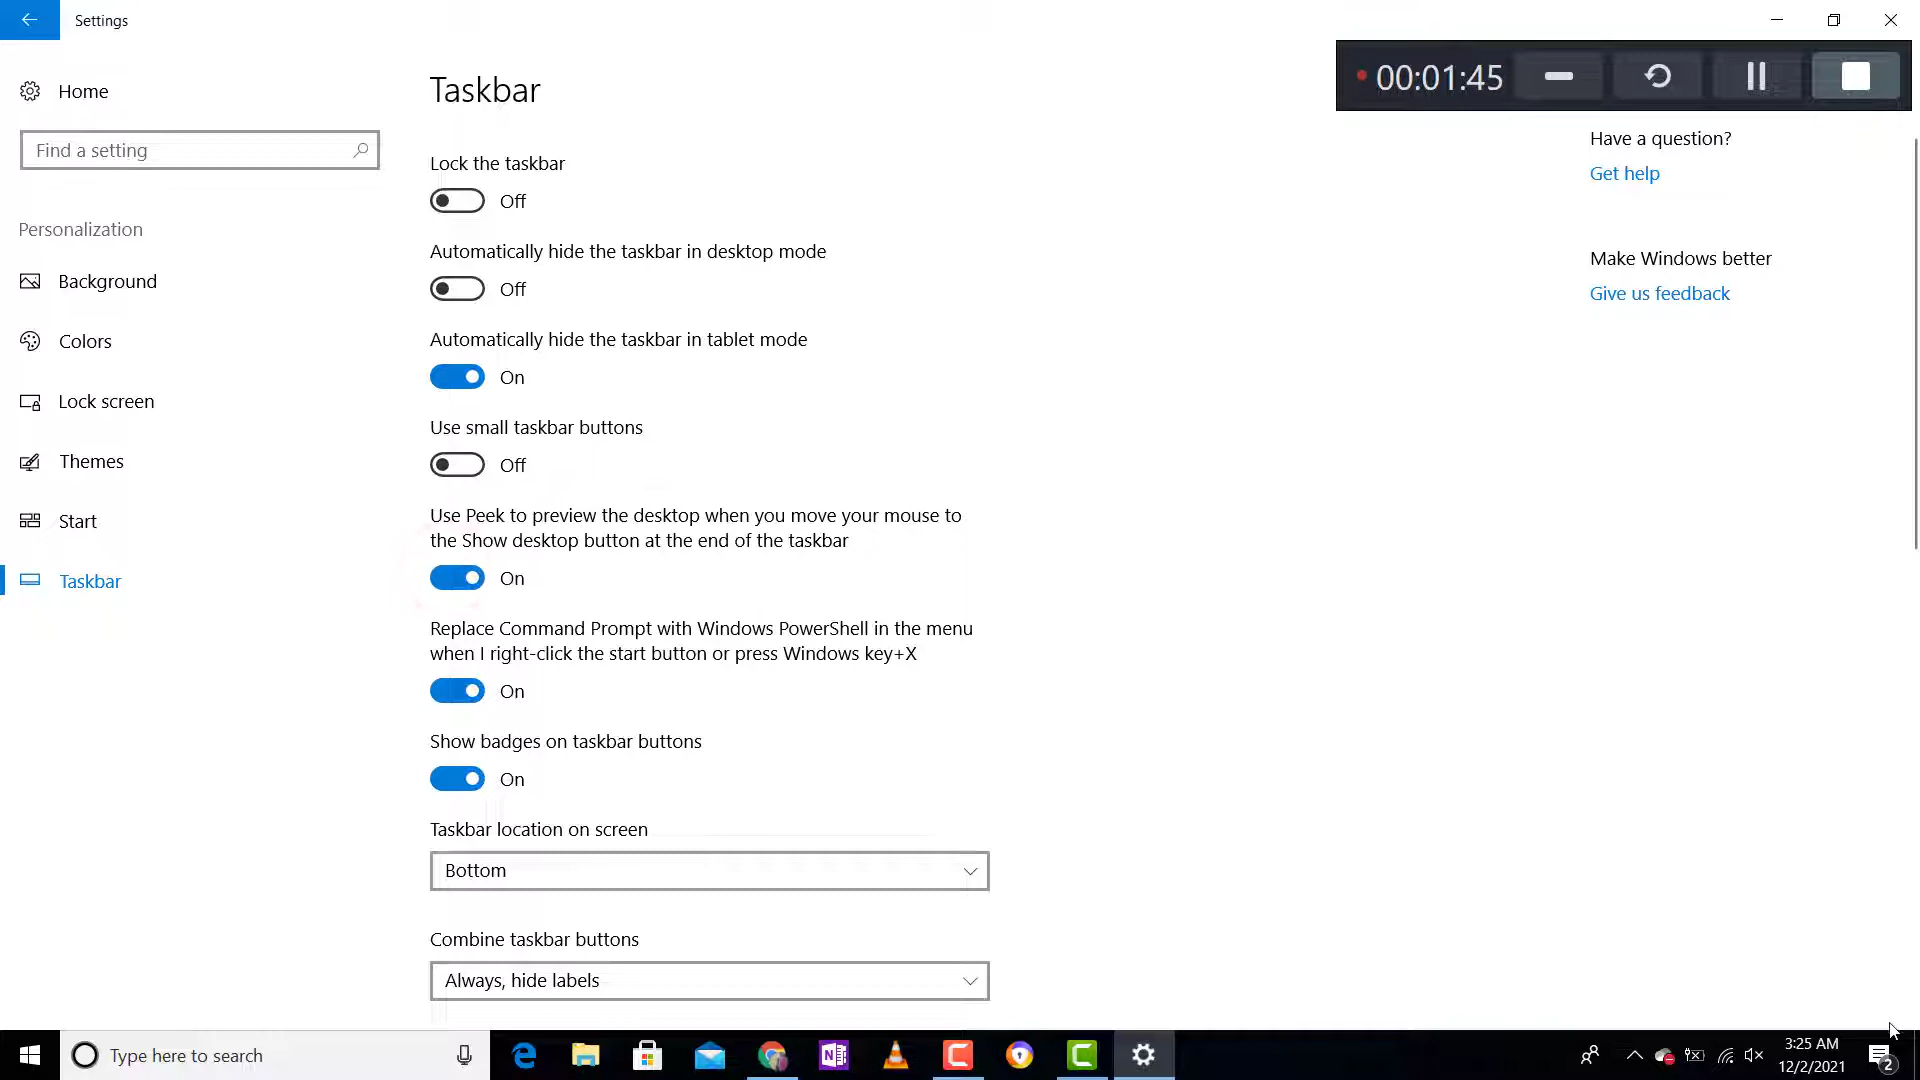 Settings
00:01:45
Home
Find a setting
Personalization
Background
Colors
Lock screen
Themes
Start
Taskbar
Taskbar
Lock the taskbar
Off
Automatically hide the taskbar in desktop mode
Off
Automatically hide the taskbar in tablet mode
On
Use small taskbar buttons
Off
Use Peek to preview the desktop when you move your mouse to
the Show desktop button at the end of the taskbar
On
Replace Command Prompt with Windows PowerShell in the menu
when I right-click the start button or press Windows key+X
On
Show badges on taskbar buttons
On
Taskbar location on screen
Bottom
Combine taskbar buttons
Always, hide labels
Have a question?
Get help
Make Windows better
Give us feedback
Type here to search
N
3:25 AM
12/2/2021
2